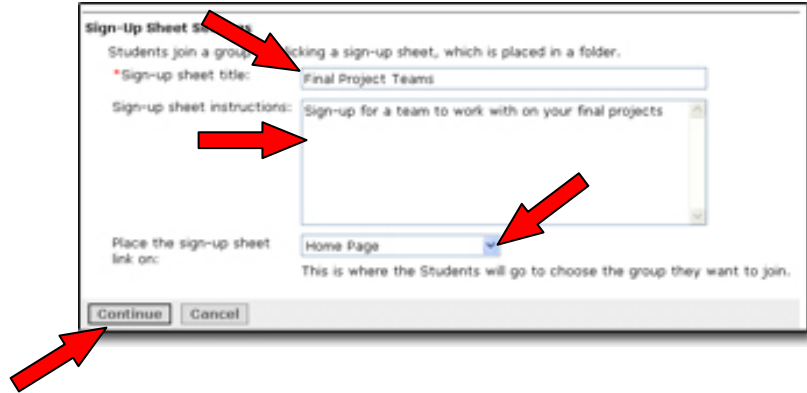 Sign-Up Sheet
Students join a group clicking a sign-up sheet, which is placed in a folder.
*Sign-up sheet title: Final Project Teams
Sign-up sheet instructions: Sign-up for a team to work with on your final projects
Place the sign-up sheet link on: Home Page
This is where the Students will go to choose the group they want to join.
Continue Cancel